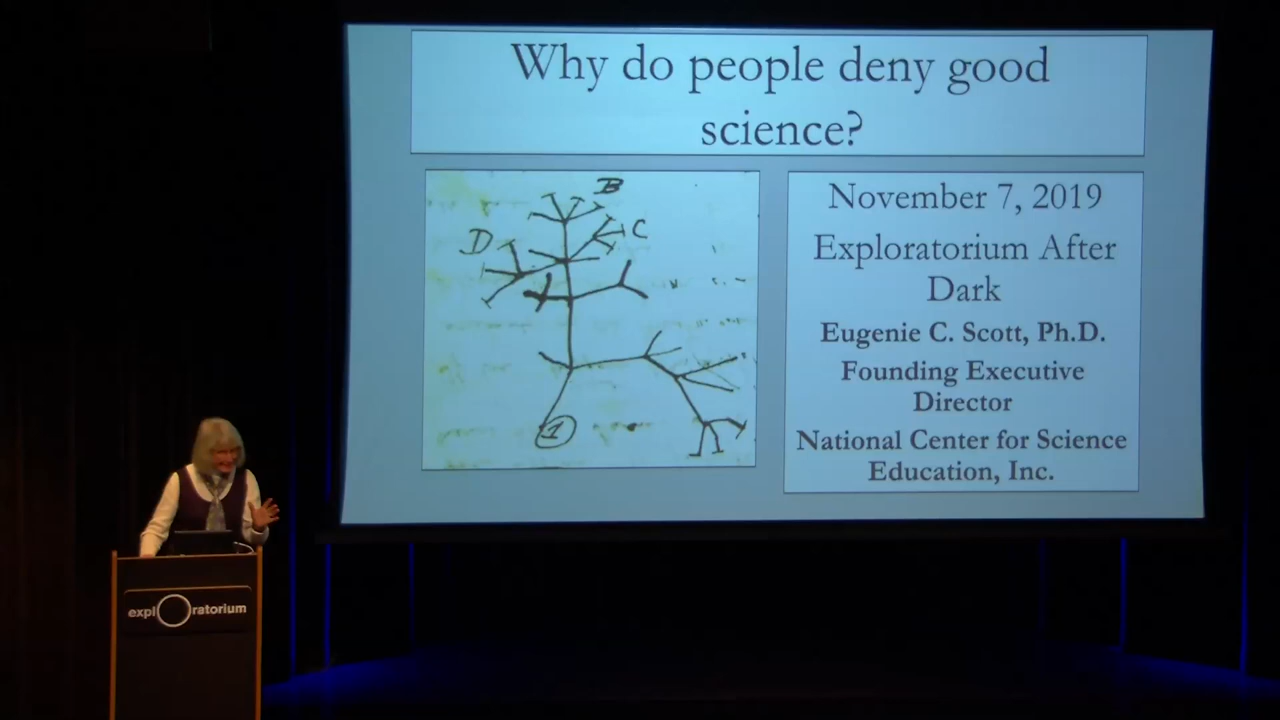 Why do people deny good
science?
B
C
D
1
November 7, 2019
Exploratorium After
Dark
Eugenie C. Scott, Ph.D.
Founding Executive
Director
National Center for Science
Education, Inc.
exploratorium